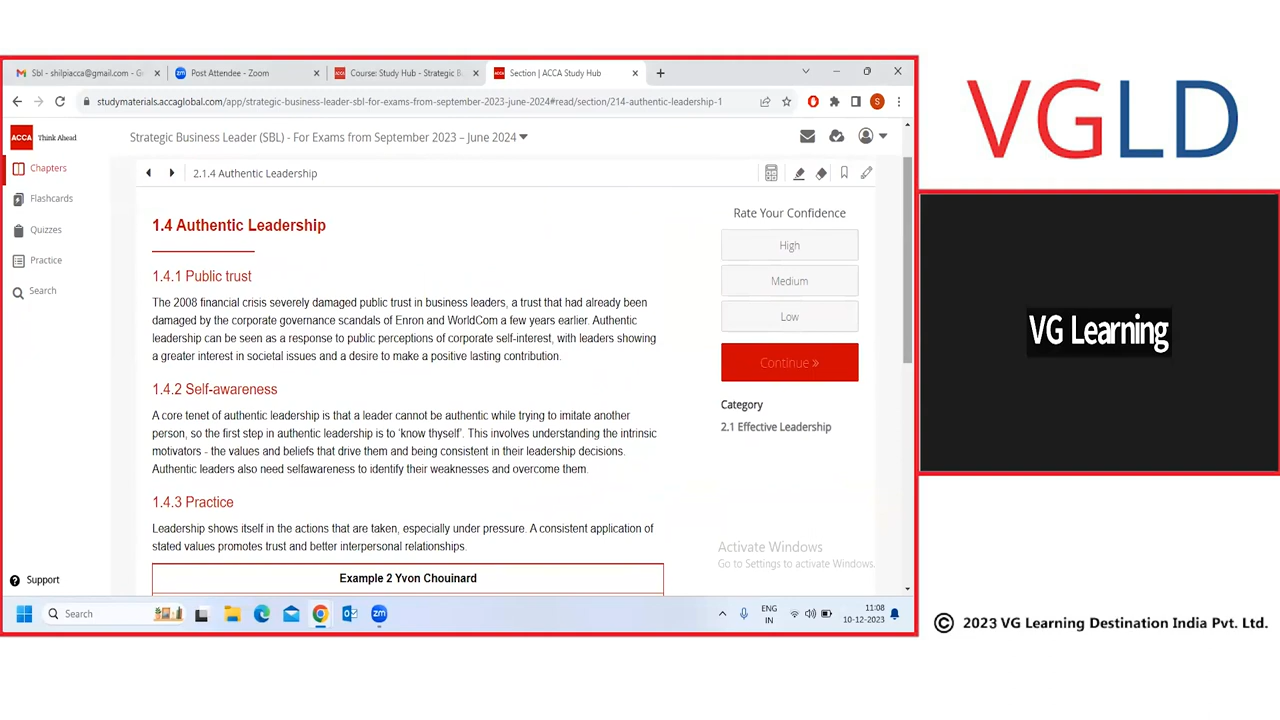 Sbl - shilpiacca@gmail.com - G
Post Attendee - Zoom
Course: Study Hub - Strategic B
Section | ACCA Study Hub
studymaterials.accaglobal.com/app/strategic-business-leader-sbl-for-exams-from-september-2023-june-2024#read/section/214-authentic-leadership-1
S
ACCA
Think Ahead
Strategic Business Leader (SBL) - For Exams from September 2023 – June 2024
Chapters
Flashcards
Quizzes
Practice
Search
Support
2.1.4 Authentic Leadership
1.4 Authentic Leadership
1.4.1 Public trust
The 2008 financial crisis severely damaged public trust in business leaders, a trust that had already been
damaged by the corporate governance scandals of Enron and WorldCom a few years earlier. Authentic
leadership can be seen as a response to public perceptions of corporate self-interest, with leaders showing
a greater interest in societal issues and a desire to make a positive lasting contribution.
1.4.2 Self-awareness
A core tenet of authentic leadership is that a leader cannot be authentic while trying to imitate another
person, so the first step in authentic leadership is to ‘know thyself’. This involves understanding the intrinsic
motivators - the values and beliefs that drive them and being consistent in their leadership decisions.
Authentic leaders also need selfawareness to identify their weaknesses and overcome them.
1.4.3 Practice
Leadership shows itself in the actions that are taken, especially under pressure. A consistent application of
stated values promotes trust and better interpersonal relationships.
Example 2 Yvon Chouinard
Rate Your Confidence
High
Medium
Low
Continue »
Category
2.1 Effective Leadership
Activate Windows
Go to Settings to activate Windows.
Search
zm
ENG
IN
11:08
10-12-2023
VGLD
VG Learning
© 2023 VG Learning Destination India Pvt. Ltd.